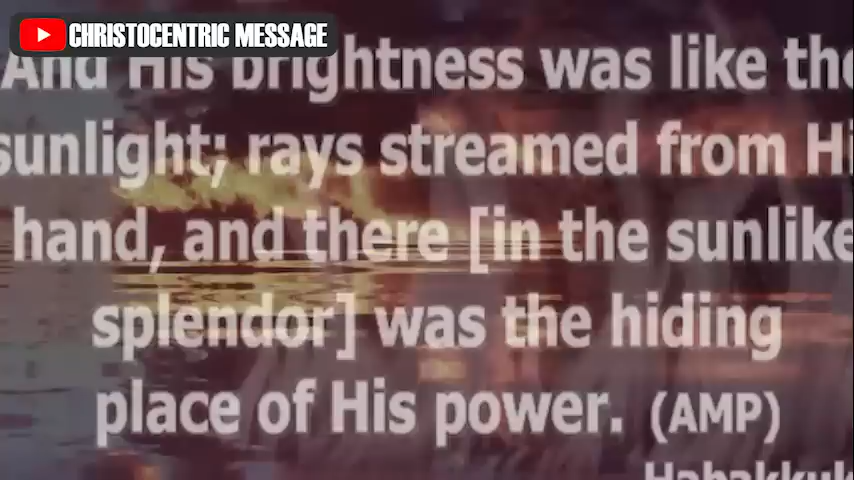 CHRISTOCENTRIC MESSAGE
And His brightness was like the
sunlight; rays streamed from Hi
hand, and there [in the sunlike
splendor] was the hiding
place of His power. (AMP)
Habakkuk